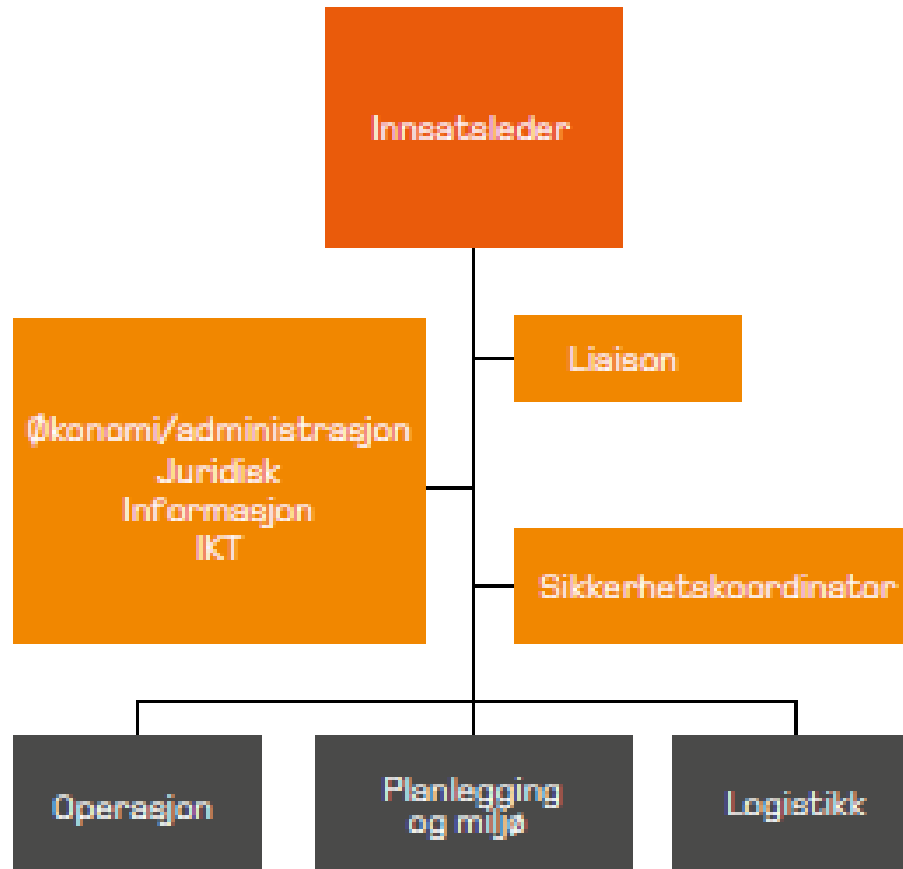 Innsatsleder
Liaison
Økonomi/administrasjon
Juridisk
Informasjon
IKT
Sikkerhetskoordinator
Operasjon
Planlegging
og miljø
Logistikk